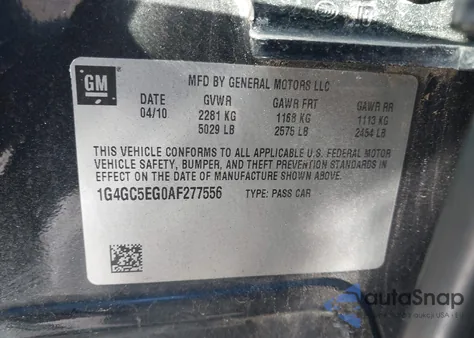 GM
MFD BY GENERAL MOTORS LLC
DATE GVWR GAWR FRT GAWR RR
04/10 2281 KG 1168 KG 1113 KG
5029 LB 2575 LB 2454 LB
THIS VEHICLE CONFORMS TO ALL APPLICABLE U.S. FEDERAL MOTOR
VEHICLE SAFETY, BUMPER, AND THEFT PREVENTION STANDARDS IN
EFFECT ON THE DATE OF MANUFACTURE SHOWN ABOVE.
1G4GC5EG0AF277556 TYPE: PASS CAR
autaSnap